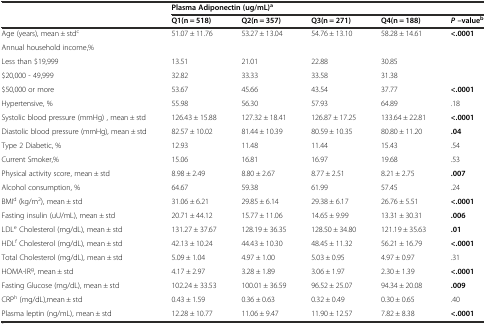 Plasma Adiponectin (ug/mL)a
Q1(n = 518) Q2(n = 357) Q3(n = 271) Q4(n = 188) P –valueb
Age (years), mean ± stdc 51.07 ± 11.76 53.27 ± 13.04 54.76 ± 13.10 58.28 ± 14.61 <.0001
Annual household income,%
Less than $19,999 13.51 21.01 22.88 30.85
$20,000 - 49,999 32.82 33.33 33.58 31.38
$50,000 or more 53.67 45.66 43.54 37.77 <.0001
Hypertensive, % 55.98 56.30 57.93 64.89 .18
Systolic blood pressure (mmHg) , mean ± std 126.43 ± 15.88 127.32 ± 18.41 126.87 ± 17.25 133.64 ± 22.81 <.0001
Diastolic blood pressure (mmHg), mean ± std 82.57 ± 10.02 81.44 ± 10.39 80.59 ± 10.35 80.80 ± 11.20 .04
Type 2 Diabetic, % 12.93 11.48 11.44 15.43 .54
Current Smoker,% 15.06 16.81 16.97 19.68 .53
Physical activity score, mean ± std 8.98 ± 2.49 8.80 ± 2.67 8.77 ± 2.51 8.21 ± 2.75 .007
Alcohol consumption, % 64.67 59.38 61.99 57.45 .24
BMId (kg/m2), mean ± std 31.06 ± 6.21 29.85 ± 6.14 29.38 ± 6.17 26.76 ± 5.51 <.0001
Fasting insulin (uU/mL), mean ± std 20.71 ± 44.12 15.77 ± 11.06 14.65 ± 9.99 13.31 ± 30.31 .006
LDLe Cholesterol (mg/dL), mean ± std 131.27 ± 37.67 128.19 ± 36.35 128.50 ± 34.80 121.19 ± 35.63 .01
HDLf Cholesterol (mg/dL), mean ± std 42.13 ± 10.24 44.43 ± 10.30 48.45 ± 11.32 56.21 ± 16.79 <.0001
Total Cholesterol (mg/dL), mean ± std 5.09 ± 1.04 4.97 ± 1.00 5.03 ± 0.95 4.97 ± 0.97 .31
HOMA-IRg, mean ± std 4.17 ± 2.97 3.28 ± 1.89 3.06 ± 1.97 2.30 ± 1.39 <.0001
Fasting Glucose (mg/dL), mean ± std 102.24 ± 33.53 100.01 ± 36.59 96.52 ± 25.07 94.34 ± 20.08 .009
CRPh (mg/dL),mean ± std 0.43 ± 1.59 0.36 ± 0.63 0.32 ± 0.49 0.30 ± 0.65 .40
Plasma leptin (ng/mL), mean ± std 12.28 ± 10.77 11.06 ± 9.47 11.90 ± 12.57 7.82 ± 8.38 <.0001